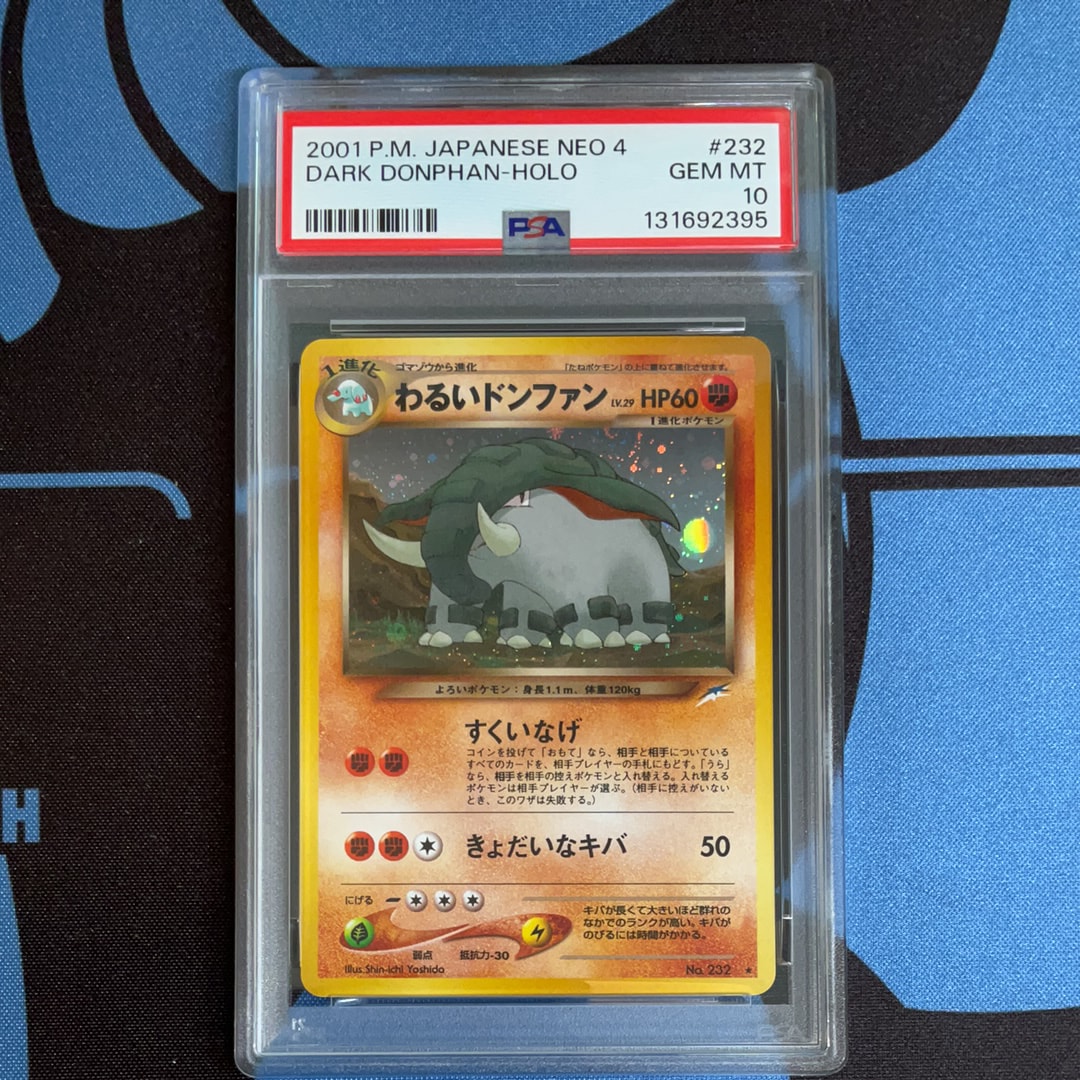 2001 P.M. JAPANESE NEO 4 #232
DARK DONPHAN-HOLO GEM MT
10
PSA 131692395
1進化 ゴマゾウから進化 「たねポケモン」の上に重ねて進化させます。
わるいドンファン LV.29 HP60
1進化ポケモン
よろいポケモン：身長1.1m、体重120kg
すくいなげ
コインを投げて「おもて」なら、相手と相手についている
すべてのカードを、相手プレイヤーの手札にもどす。「うら」
なら、相手を相手の控えポケモンと入れ替える。入れ替える
ポケモンは相手プレイヤーが選ぶ。（相手に控えがいない
とき、このワザは失敗する。）
きょだいなキバ 50
にげる
キバが長くて大きいほど群れの
なかでのランクが高い。キバが
のびるには時間がかかる。
弱点 抵抗力-30
Illus. Shin-ichi Yoshida No. 232 ★
H